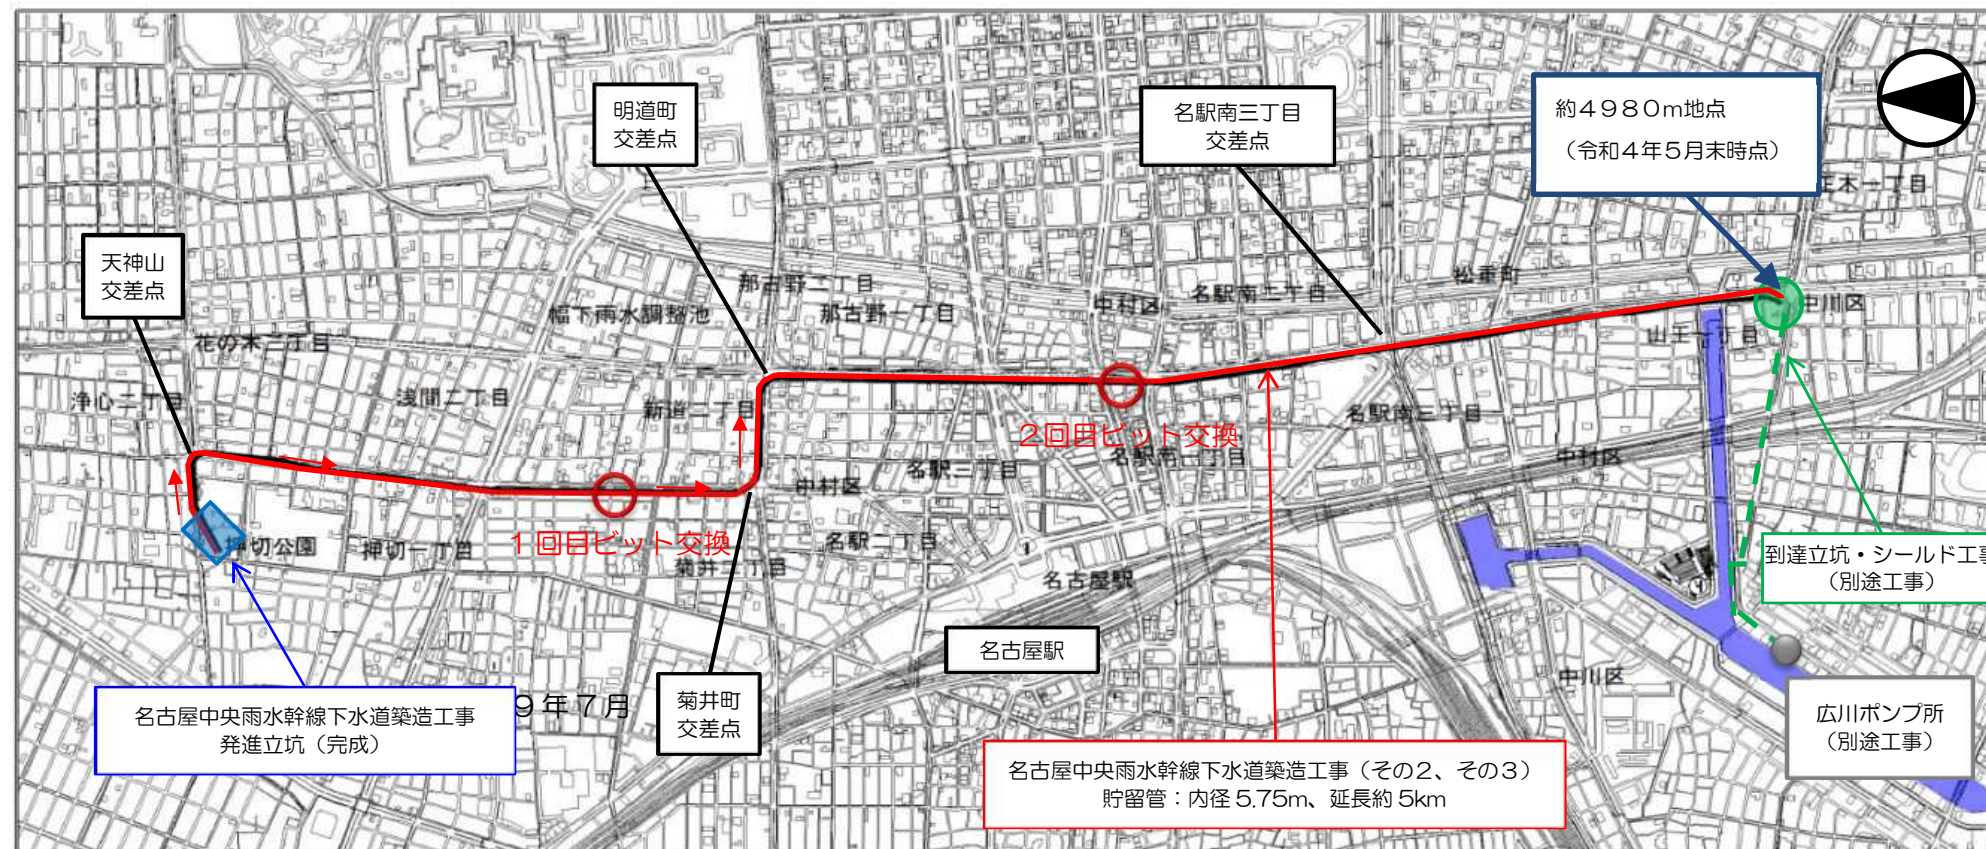 明道町
交差点
名駅南三丁目
交差点
約4980m地点
（令和4年5月末時点）
天神山
交差点
那古野二丁目
幅下雨水調整池
那古野一丁目
中村区
名駅南二丁目
松重町
中川区
山王一丁目
花の木二丁目
浄心二丁目
浅間二丁目
新道二丁目
名駅南三丁目
2回目ビット交換
名駅三丁目
中村区
中村区
押切公園
押切一丁目
1回目ビット交換
名駅二丁目
菊井二丁目
名古屋駅
到達立坑・シールド工事
（別途工事）
名古屋駅
中川区
9年7月
菊井町
交差点
名古屋中央雨水幹線下水道築造工事
発進立坑（完成）
広川ポンプ所
（別途工事）
名古屋中央雨水幹線下水道築造工事（その2、その3）
貯留管：内径5.75m、延長約5km